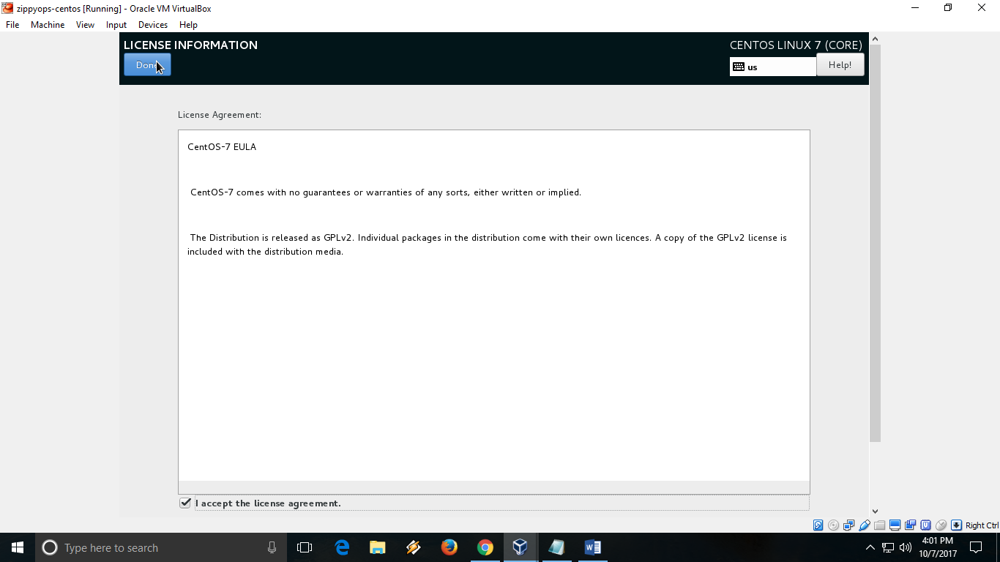 zippyops-centos [Running] - Oracle VM VirtualBox
File Machine View Input Devices Help
LICENSE INFORMATION
CENTOS LINUX 7 (CORE)
Done
us
Help!
License Agreement:
CentOS-7 EULA
CentOS-7 comes with no guarantees or warranties of any sorts, either written or implied.
The Distribution is released as GPLv2. Individual packages in the distribution come with their own licences. A copy of the GPLv2 license is
included with the distribution media.
I accept the license agreement.
Right Ctrl
Type here to search
4:01 PM
10/7/2017